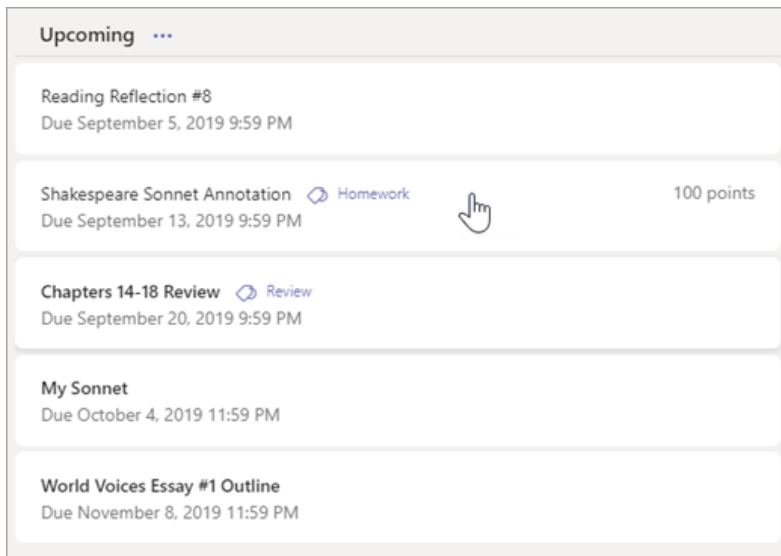 Upcoming ...
Reading Reflection #8
Due September 5, 2019 9:59 PM
Shakespeare Sonnet Annotation Homework 100 points
Due September 13, 2019 9:59 PM
Chapters 14-18 Review Review
Due September 20, 2019 9:59 PM
My Sonnet
Due October 4, 2019 11:59 PM
World Voices Essay #1 Outline
Due November 8, 2019 11:59 PM